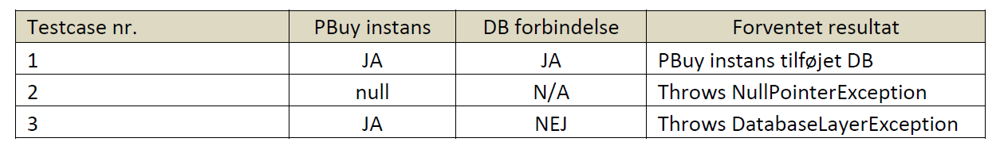 Testcase nr. PBuy instans DB forbindelse Forventet resultat
1 JA JA PBuy instans tilføjet DB
2 null N/A Throws NullPointerException
3 JA NEJ Throws DatabaseLayerException